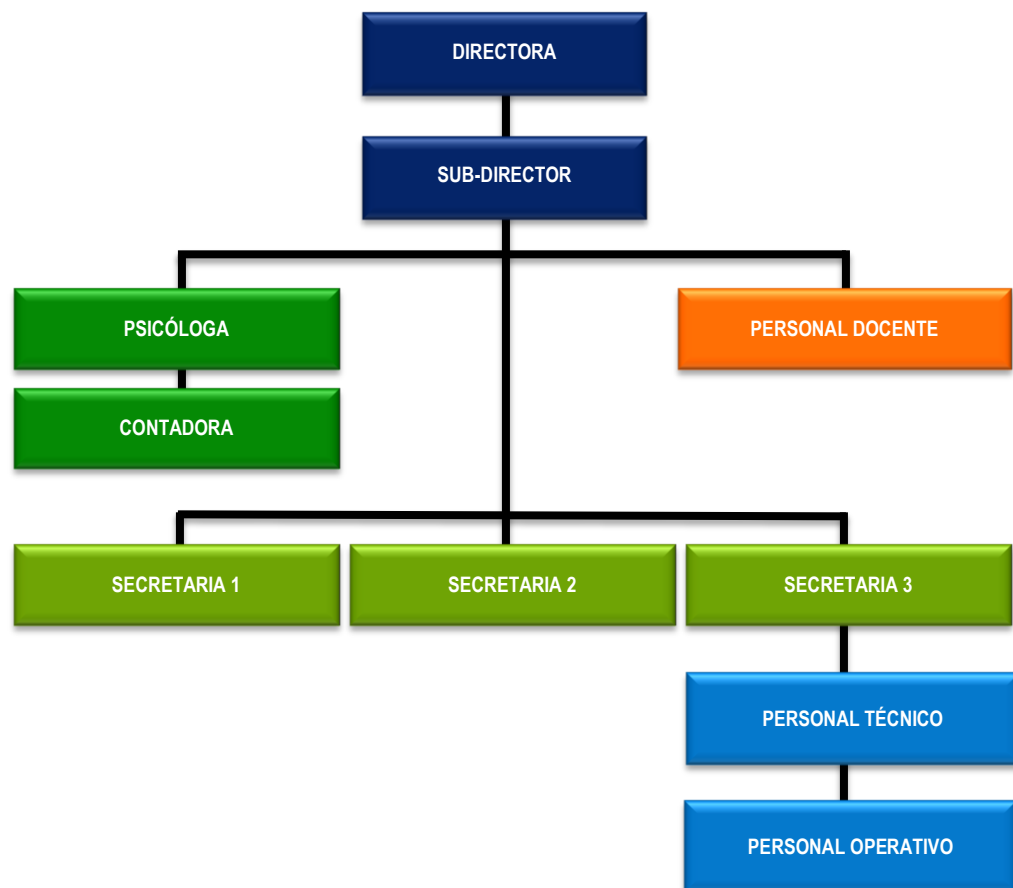 DIRECTORA
SUB-DIRECTOR
PSICÓLOGA
PERSONAL DOCENTE
CONTADORA
SECRETARIA 1
SECRETARIA 2
SECRETARIA 3
PERSONAL TÉCNICO
PERSONAL OPERATIVO